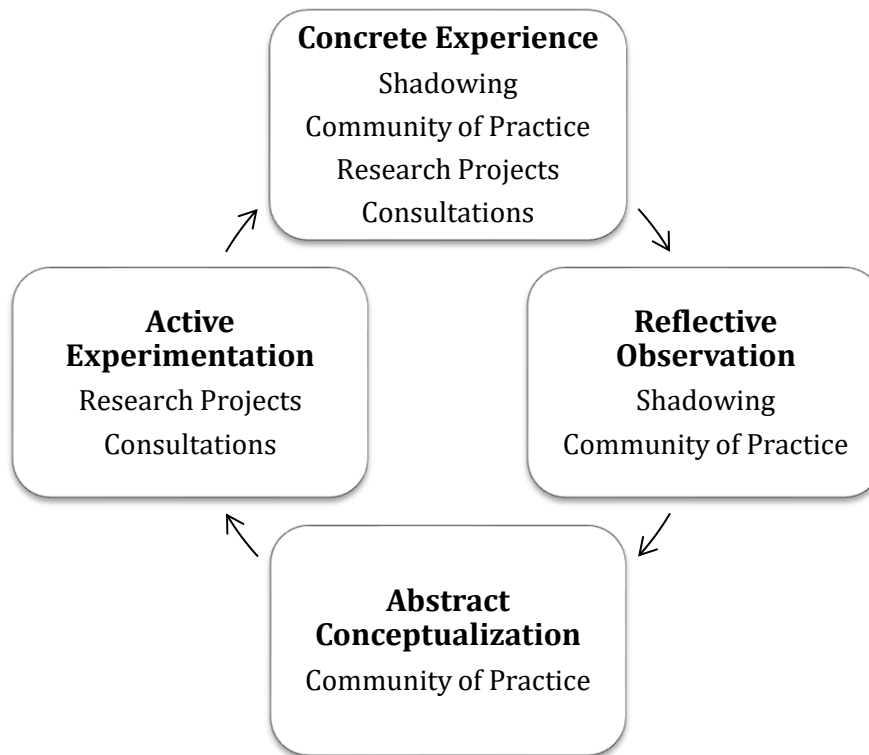 Concrete Experience
Shadowing
Community of Practice
Research Projects
Consultations
Active
Experimentation
Research Projects
Consultations
Reflective
Observation
Shadowing
Community of Practice
Abstract
Conceptualization
Community of Practice